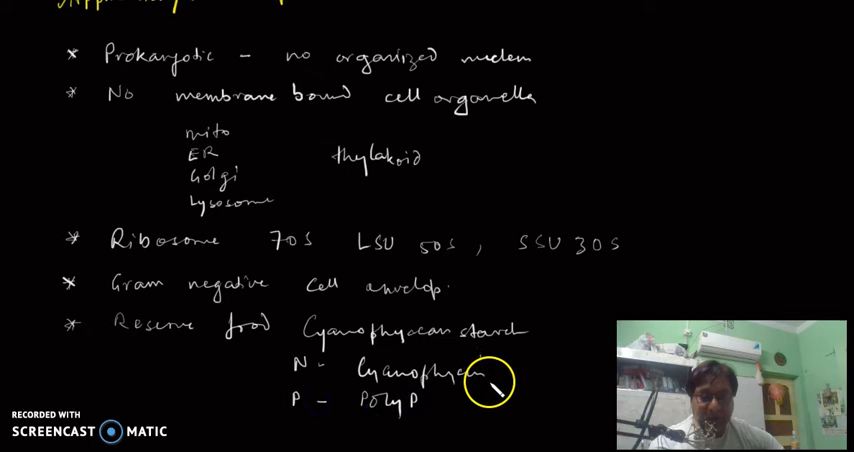 * Prokaryotic - no organized nucleus
* No membrane bound cell organella
mito
ER thylakoid
Golgi
Lysosome
* Ribosome 70S LSU 50S, SSU 30S
* Gram negative cell envelop.
* Reserve food Cyanophycean starch
N - Cyanophycin
P - Poly P
RECORDED WITH
SCREENCAST MATIC